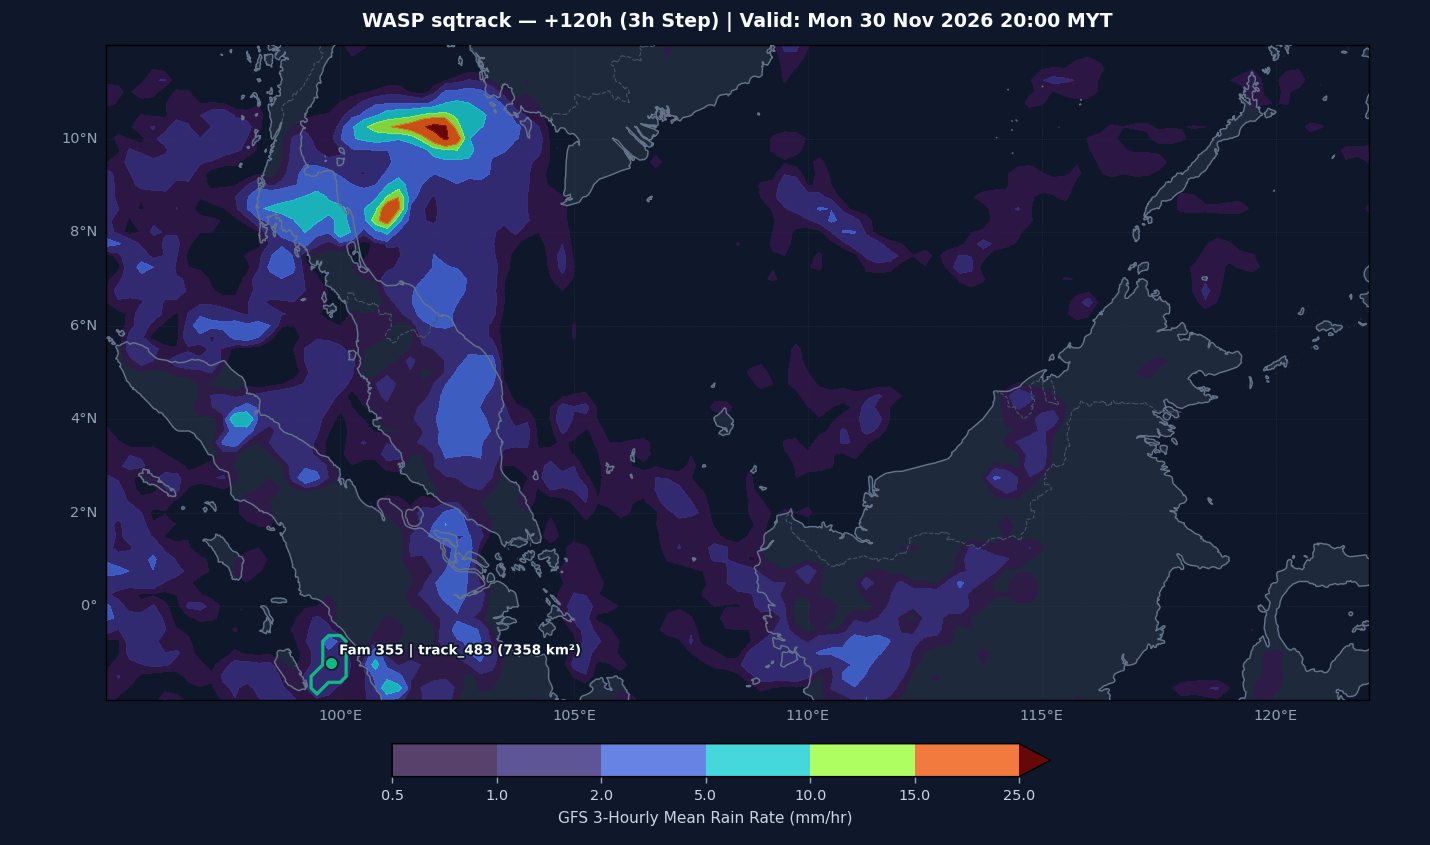 WASP sqtrack — +120h (3h Step) | Valid: Mon 30 Nov 2026 20:00 MYT
10°N
8°N
6°N
4°N
2°N
0°
Fam 355 | track_483 (7358 km²)
100°E 105°E 110°E 115°E 120°E
0.5 1.0 2.0 5.0 10.0 15.0 25.0
GFS 3-Hourly Mean Rain Rate (mm/hr)